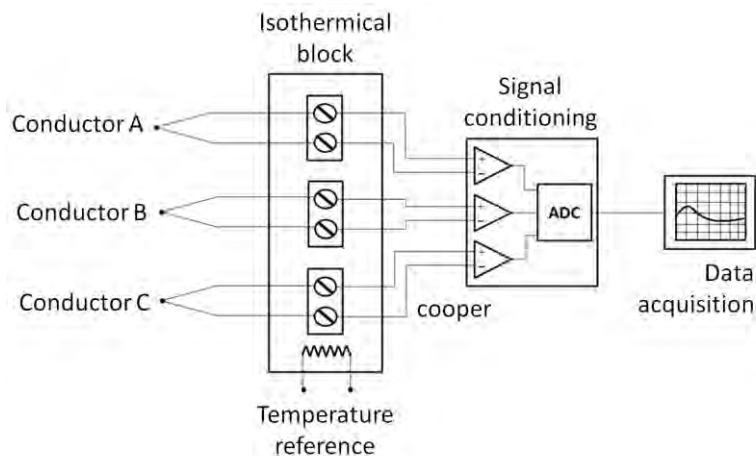 Isothermical
block
Signal
conditioning
Conductor A
+
−
Conductor B
+
−
ADC
Conductor C
+
−
cooper
Data
acquisition
Temperature
reference